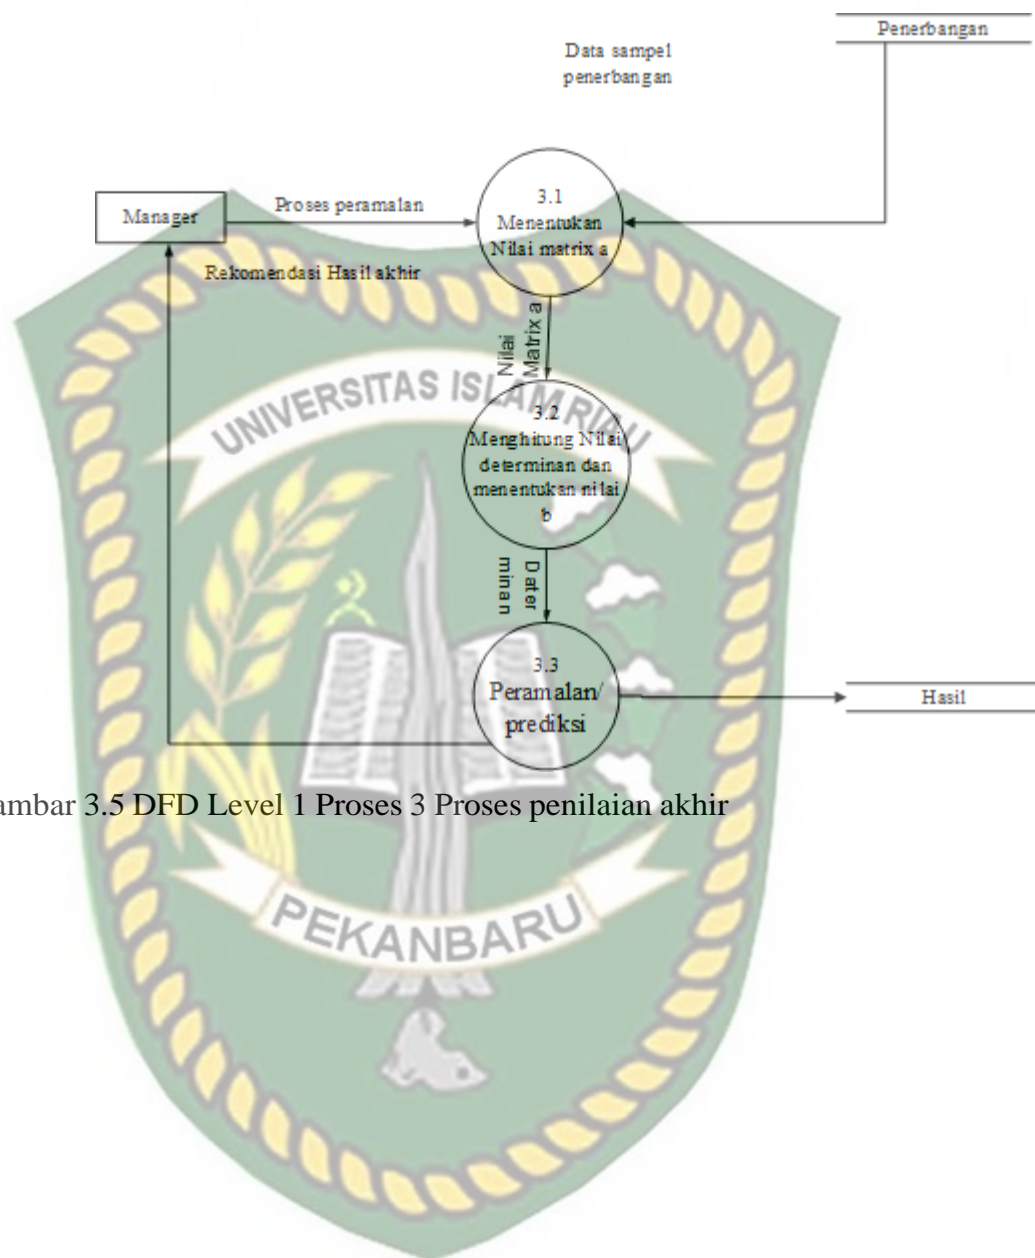 Penerbangan
Data sampel
penerbangan
3.1
Menentukan
Nilai matrix a
Manager
Proses peramalan
Rekomendasi Hasil akhir
Nilai
Matrix a
UNIVERSITAS ISLAM RIAU
3.2
Menghitung Nilai
determinan dan
menentukan nilai
b
Dater
minan
3.3
Peramalan/
prediksi
Hasil
ambar 3.5 DFD Level 1 Proses 3 Proses penilaian akhir
PEKANBARU